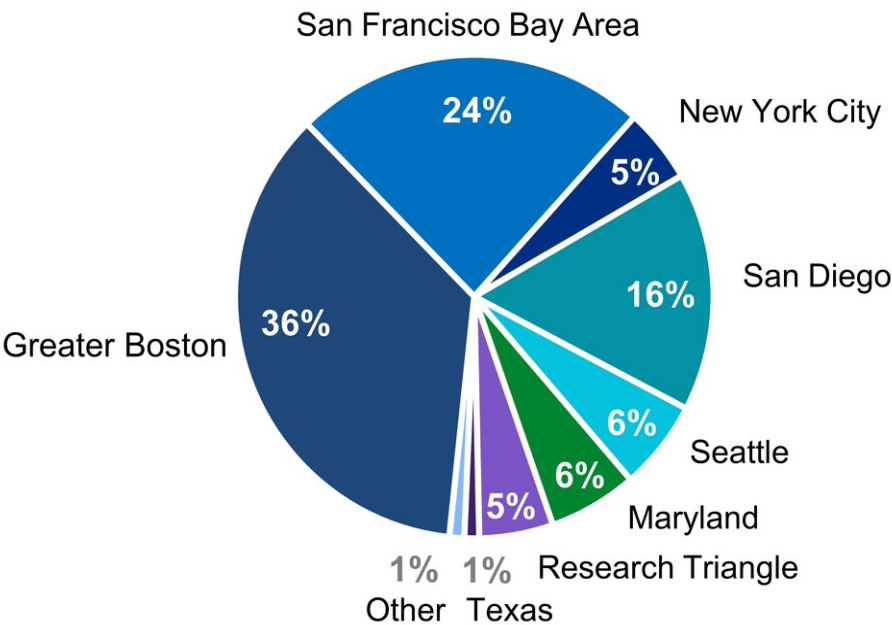 San Francisco Bay Area
24%
New York City
5%
San Diego
16%
36%
Greater Boston
6%
Seattle
6%
Maryland
5%
Research Triangle
1% 1%
Other Texas